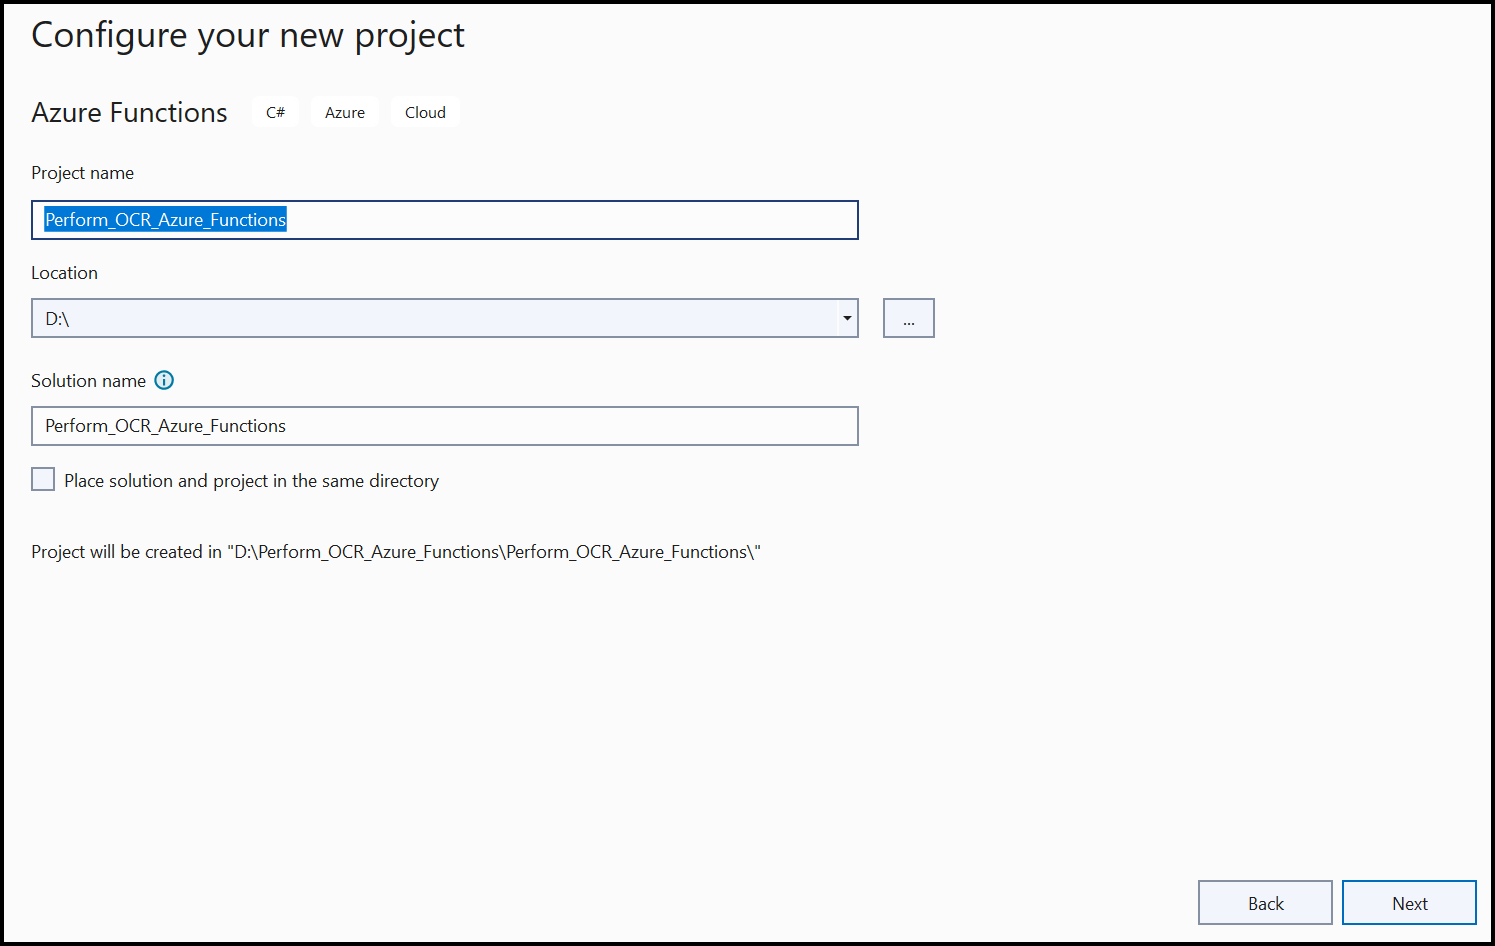 Configure your new project
Azure Functions C# Azure Cloud
Project name
Perform_OCR_Azure_Functions
Location
D:\
...
Solution name
Perform_OCR_Azure_Functions
Place solution and project in the same directory
Project will be created in "D:\Perform_OCR_Azure_Functions\Perform_OCR_Azure_Functions\"
Back Next